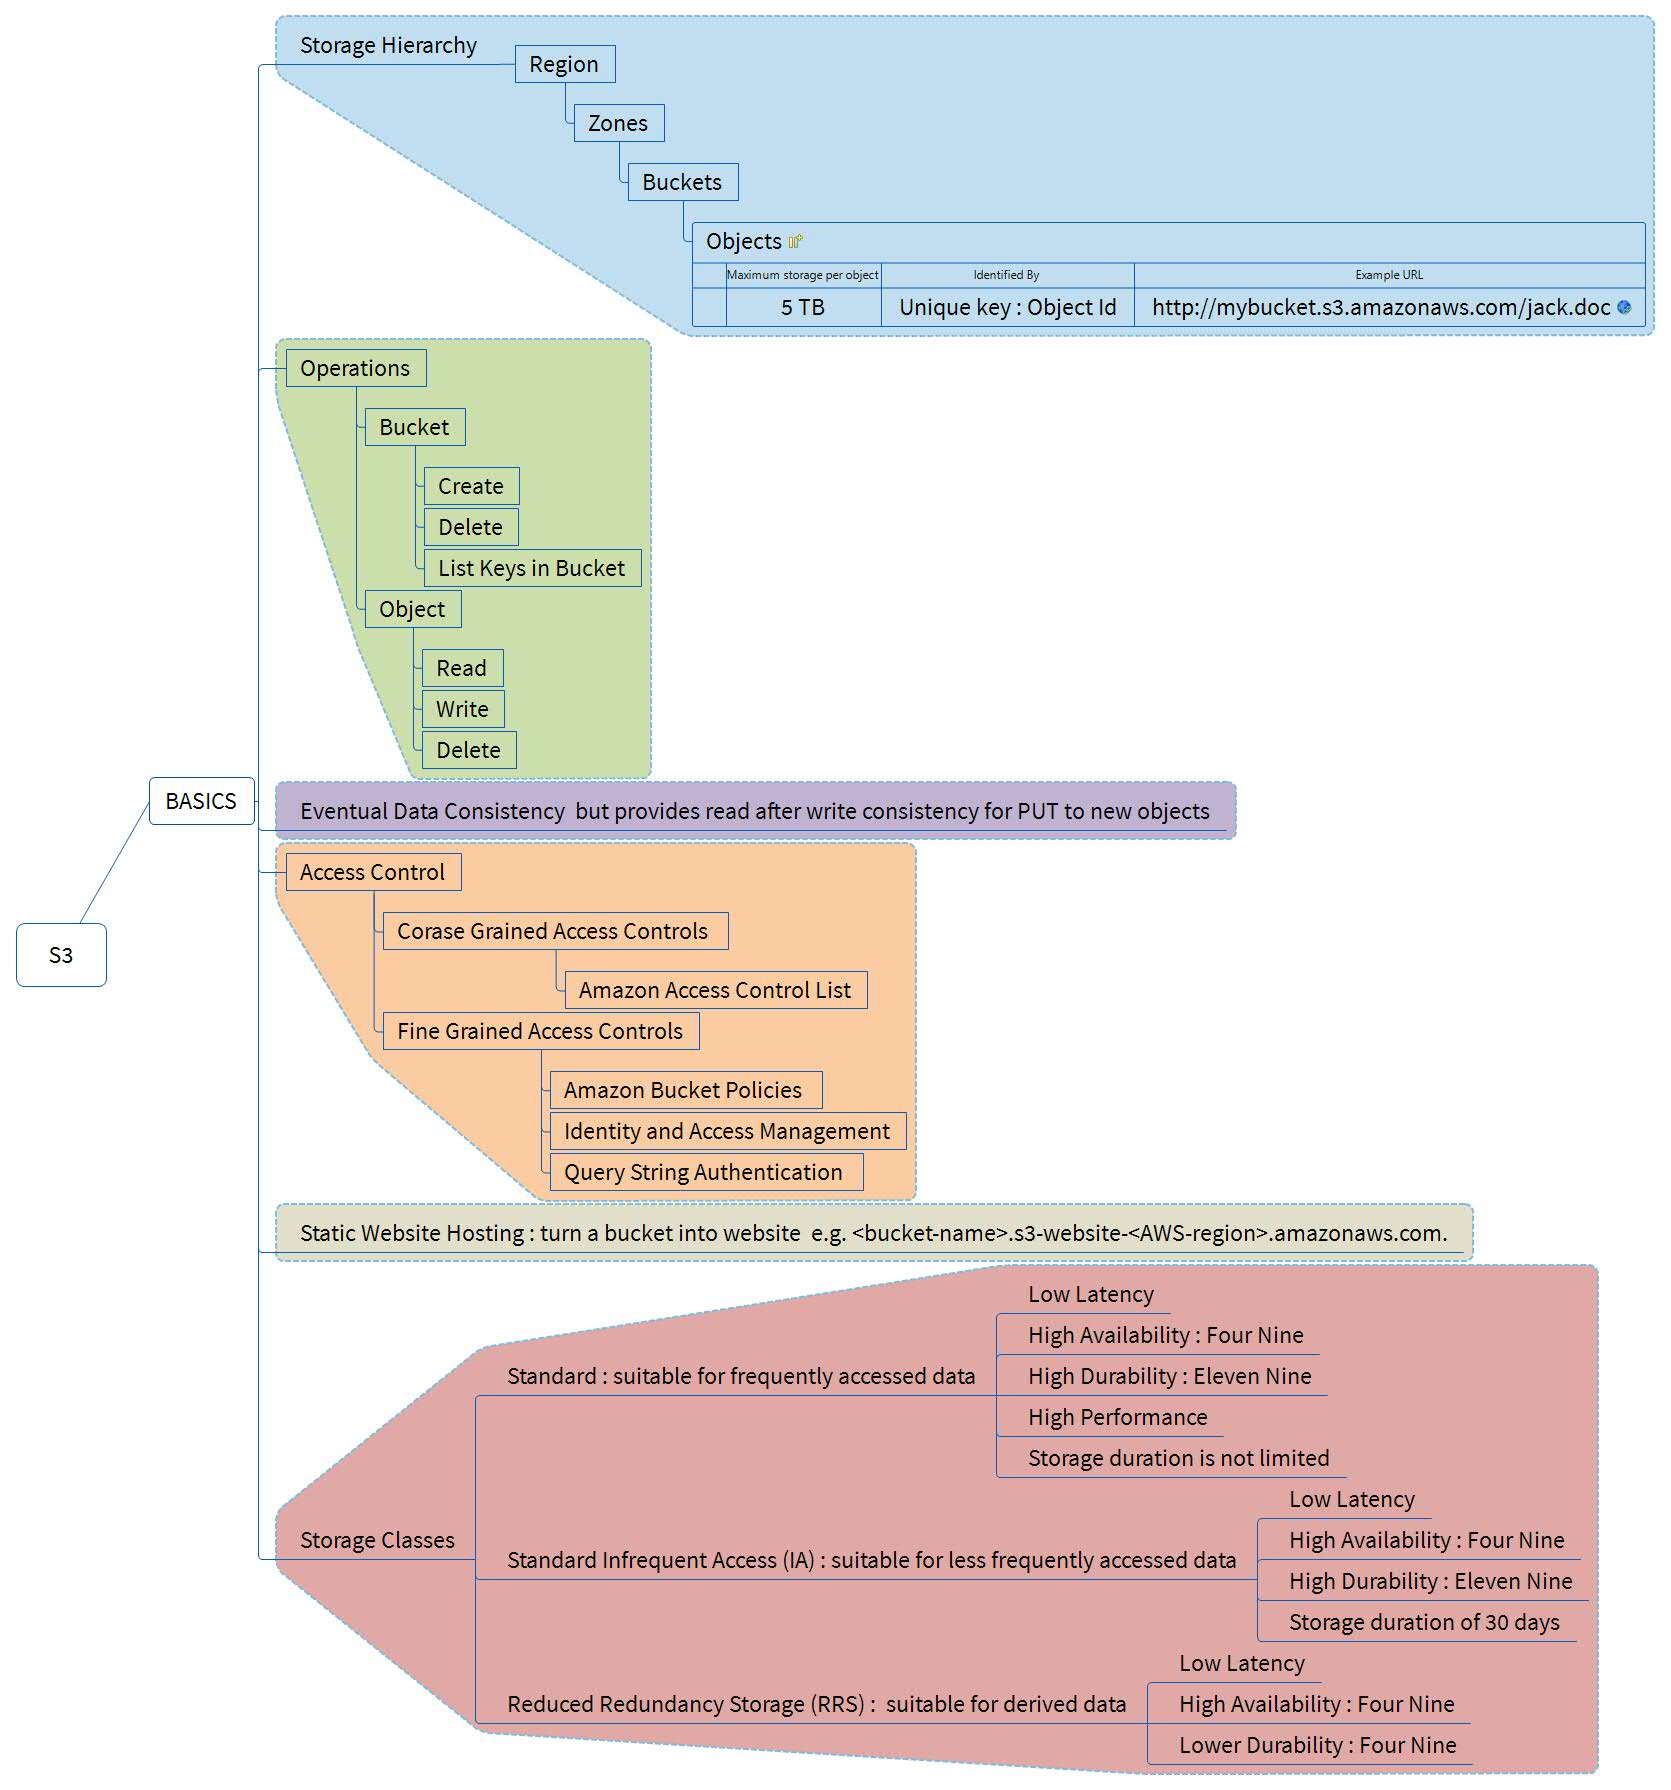 Storage Hierarchy
Region
Zones
Buckets
Objects
Maximum storage per object Identified By Example URL
5 TB Unique key : Object Id http://mybucket.s3.amazonaws.com/jack.doc
Operations
Bucket
Create
Delete
List Keys in Bucket
Object
Read
Write
Delete
BASICS
Eventual Data Consistency  but provides read after write consistency for PUT to new objects
Access Control
Corase Grained Access Controls
S3
Amazon Access Control List
Fine Grained Access Controls
Amazon Bucket Policies
Identity and Access Management
Query String Authentication
Static Website Hosting : turn a bucket into website  e.g. <bucket-name>.s3-website-<AWS-region>.amazonaws.com.
Storage Classes
Standard : suitable for frequently accessed data
Low Latency
High Availability : Four Nine
High Durability : Eleven Nine
High Performance
Storage duration is not limited
Standard Infrequent Access (IA) : suitable for less frequently accessed data
Low Latency
High Availability : Four Nine
High Durability : Eleven Nine
Storage duration of 30 days
Reduced Redundancy Storage (RRS) :  suitable for derived data
Low Latency
High Availability : Four Nine
Lower Durability : Four Nine